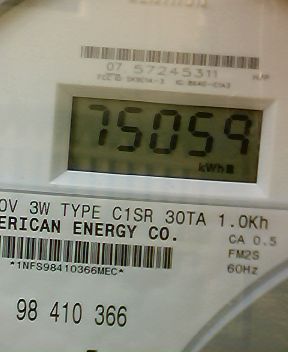 07 57245311
75059
kWh
0V 3W TYPE C1SR 30TA 1.0Kh
ERICAN ENERGY CO.
CA 0.5
FM2S
*1NFS98410366MEC*
60Hz
98 410 366